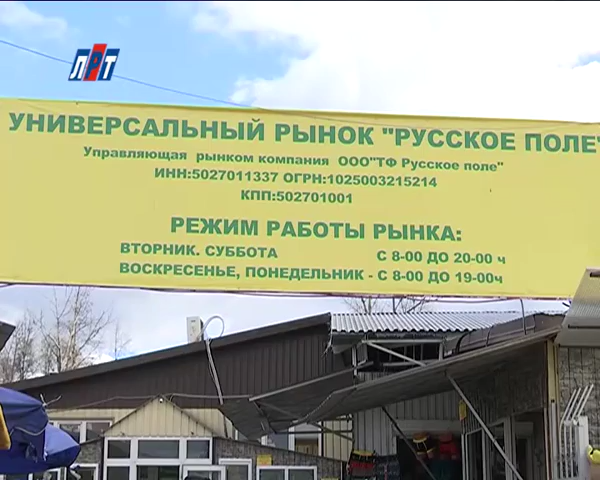 ЛРТ
УНИВЕРСАЛЬНЫЙ РЫНОК "РУССКОЕ ПОЛЕ"
Управляющая рынком компания ООО"ТФ Русское поле"
ИНН:5027011337 ОГРН:1025003215214
КПП:502701001
РЕЖИМ РАБОТЫ РЫНКА:
ВТОРНИК. СУББОТА С 8-00 ДО 20-00 ч
ВОСКРЕСЕНЬЕ, ПОНЕДЕЛЬНИК - С 8-00 ДО 19-00ч